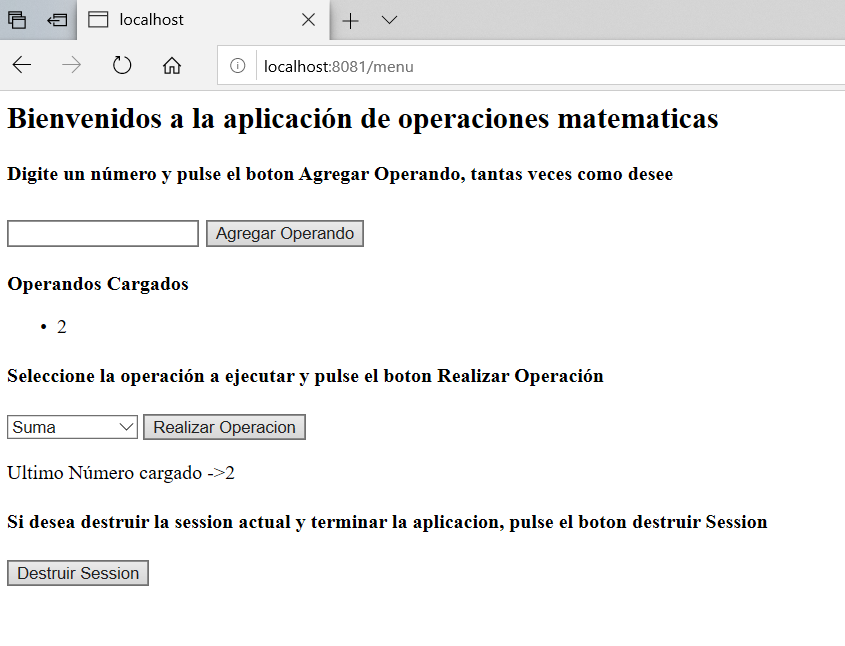 localhost
localhost:8081/menu
Bienvenidos a la aplicación de operaciones matematicas
Digite un número y pulse el boton Agregar Operando, tantas veces como desee
Agregar Operando
Operandos Cargados
• 2
Seleccione la operación a ejecutar y pulse el boton Realizar Operación
Suma Realizar Operacion
Ultimo Número cargado ->2
Si desea destruir la session actual y terminar la aplicacion, pulse el boton destruir Session
Destruir Session